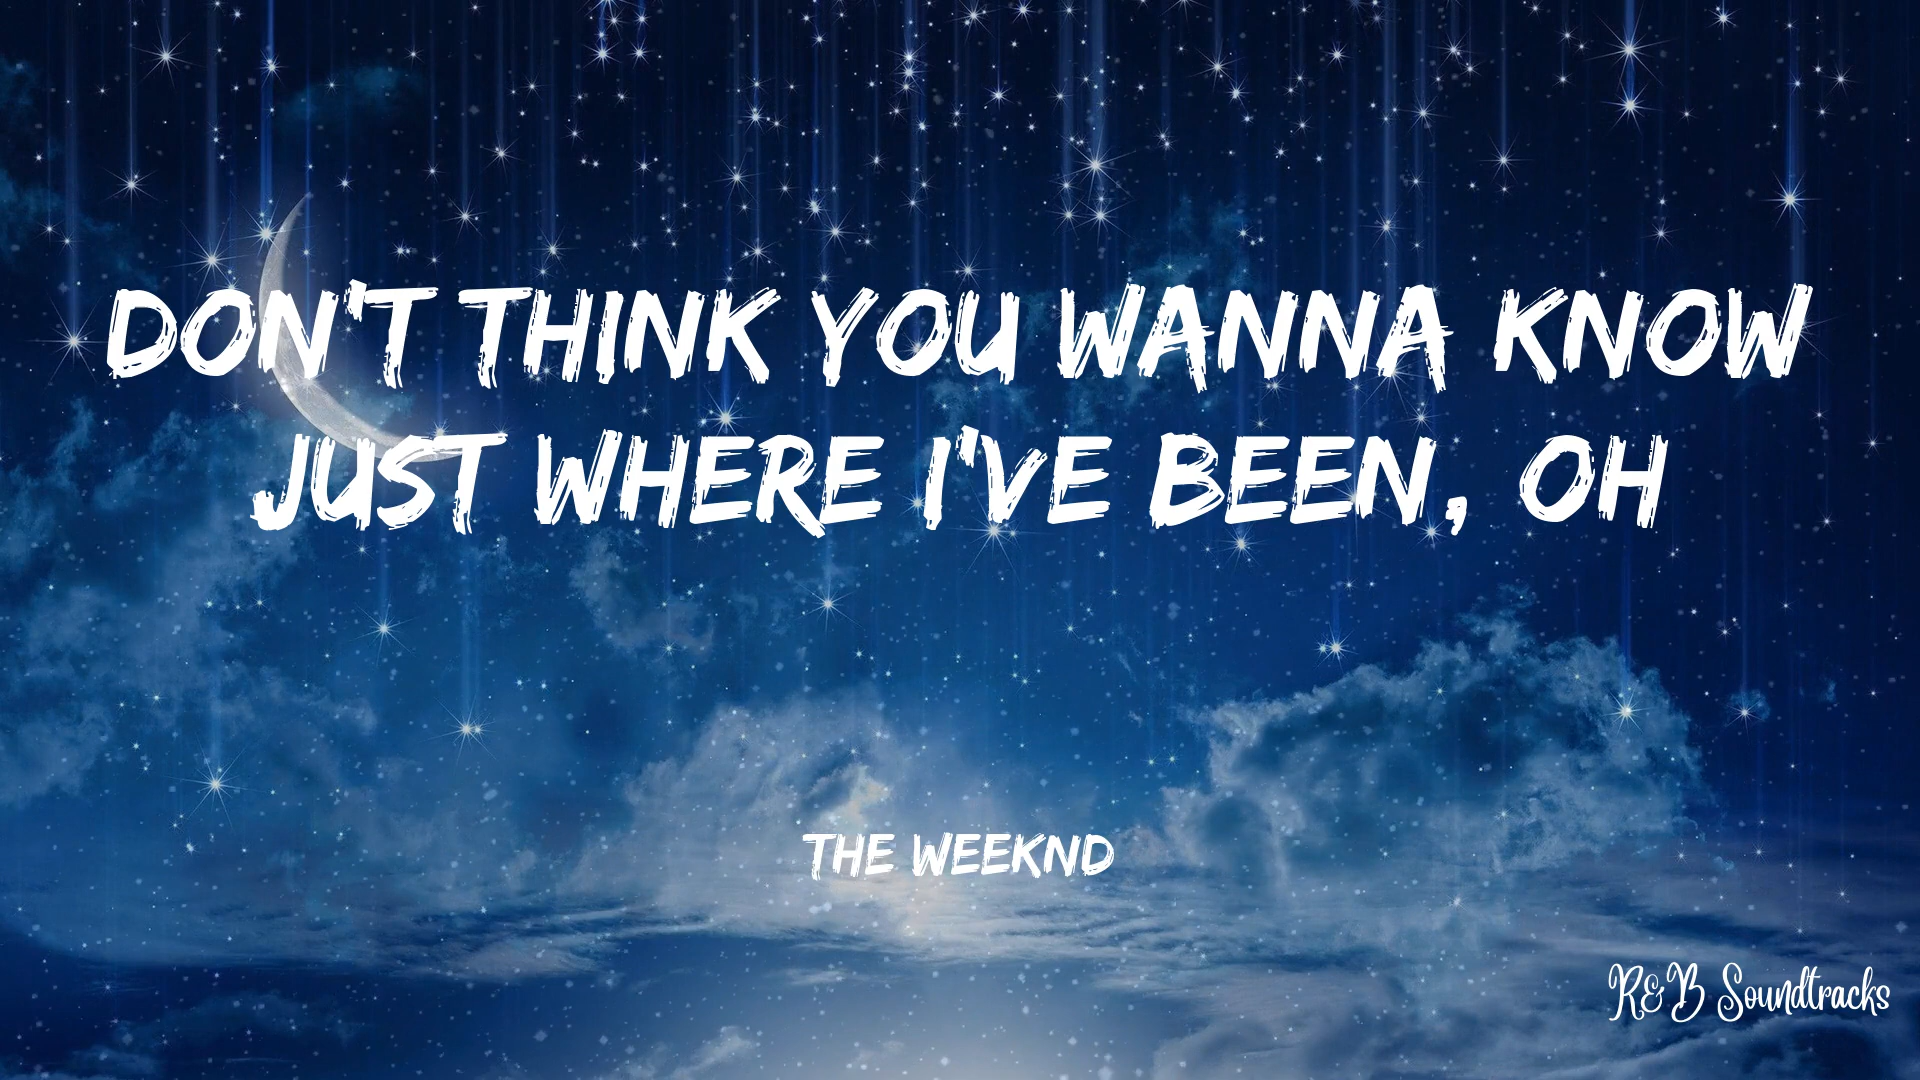 DON'T THINK YOU WANNA KNOW
JUST WHERE I'VE BEEN, OH
THE WEEKND
R&B Soundtracks